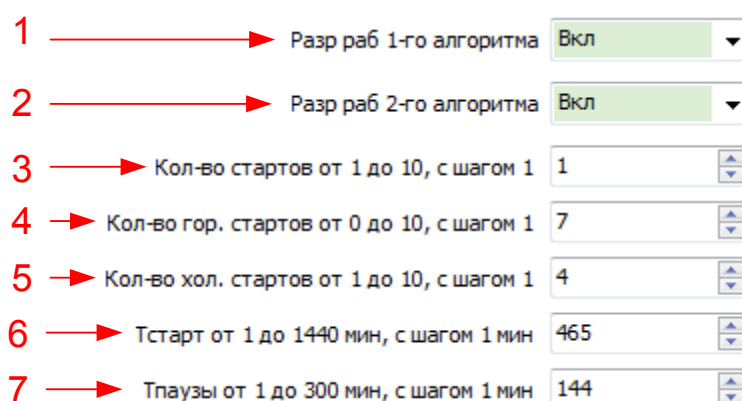 1 Разр раб 1-го алгоритма Вкл
2 Разр раб 2-го алгоритма Вкл
3 Кол-во стартов от 1 до 10, с шагом 1 1
4 Кол-во гор. стартов от 0 до 10, с шагом 1 7
5 Кол-во хол. стартов от 1 до 10, с шагом 1 4
6 Тстарт от 1 до 1440 мин, с шагом 1 мин 465
7 Тпаузы от 1 до 300 мин, с шагом 1 мин 144